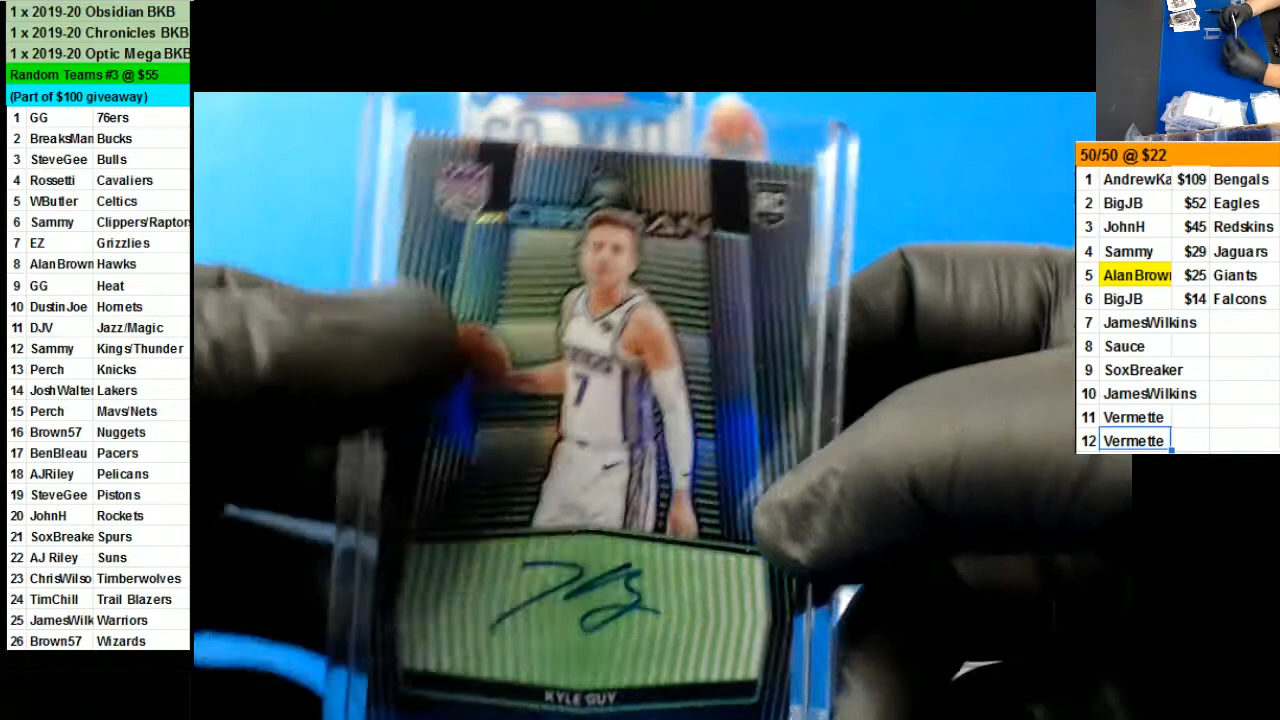 1 x 2019-20 Obsidian BKB
1 x 2019-20 Chronicles BKB
1 x 2019-20 Optic Mega BKB
Random Teams #3 @ $55
(Part of $100 giveaway)
1 GG 76ers
2 BreaksMan Bucks
3 SteveGee Bulls
4 Rossetti Cavaliers
5 WButler Celtics
6 Sammy Clippers/Raptors
7 EZ Grizzlies
8 AlanBrown Hawks
9 GG Heat
10 DustinJoe Hornets
11 DJV Jazz/Magic
12 Sammy Kings/Thunder
13 Perch Knicks
14 JoshWalter Lakers
15 Perch Mavs/Nets
16 Brown57 Nuggets
17 BenBleau Pacers
18 AJRiley Pelicans
19 SteveGee Pistons
20 JohnH Rockets
21 SoxBreake Spurs
22 AJ Riley Suns
23 ChrisWilso Timberwolves
24 TimChill Trail Blazers
25 JamesWilk Warriors
26 Brown57 Wizards
RC
KINGS
7
KYLE GUY
50/50 @ $22
1 AndrewKa $109 Bengals
2 BigJB $52 Eagles
3 JohnH $45 Redskins
4 Sammy $29 Jaguars
5 AlanBrown $25 Giants
6 BigJB $14 Falcons
7 JamesWilkins
8 Sauce
9 SoxBreaker
10 JamesWilkins
11 Vermette
12 Vermette